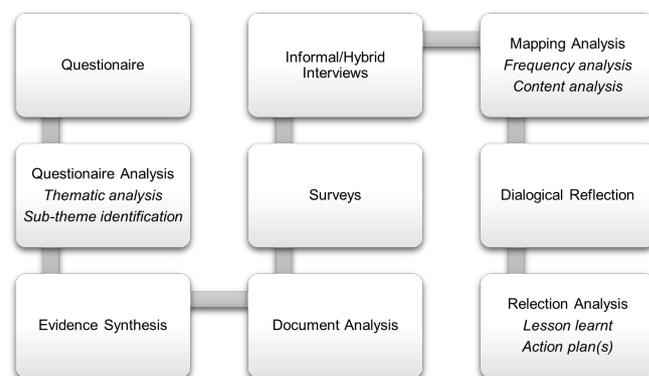 Questionaire
Questionaire Analysis
Thematic analysis
Sub-theme identification
Evidence Synthesis
Document Analysis
Surveys
Informal/Hybrid
Interviews
Mapping Analysis
Frequency analysis
Content analysis
Dialogical Reflection
Relection Analysis
Lesson learnt
Action plan(s)